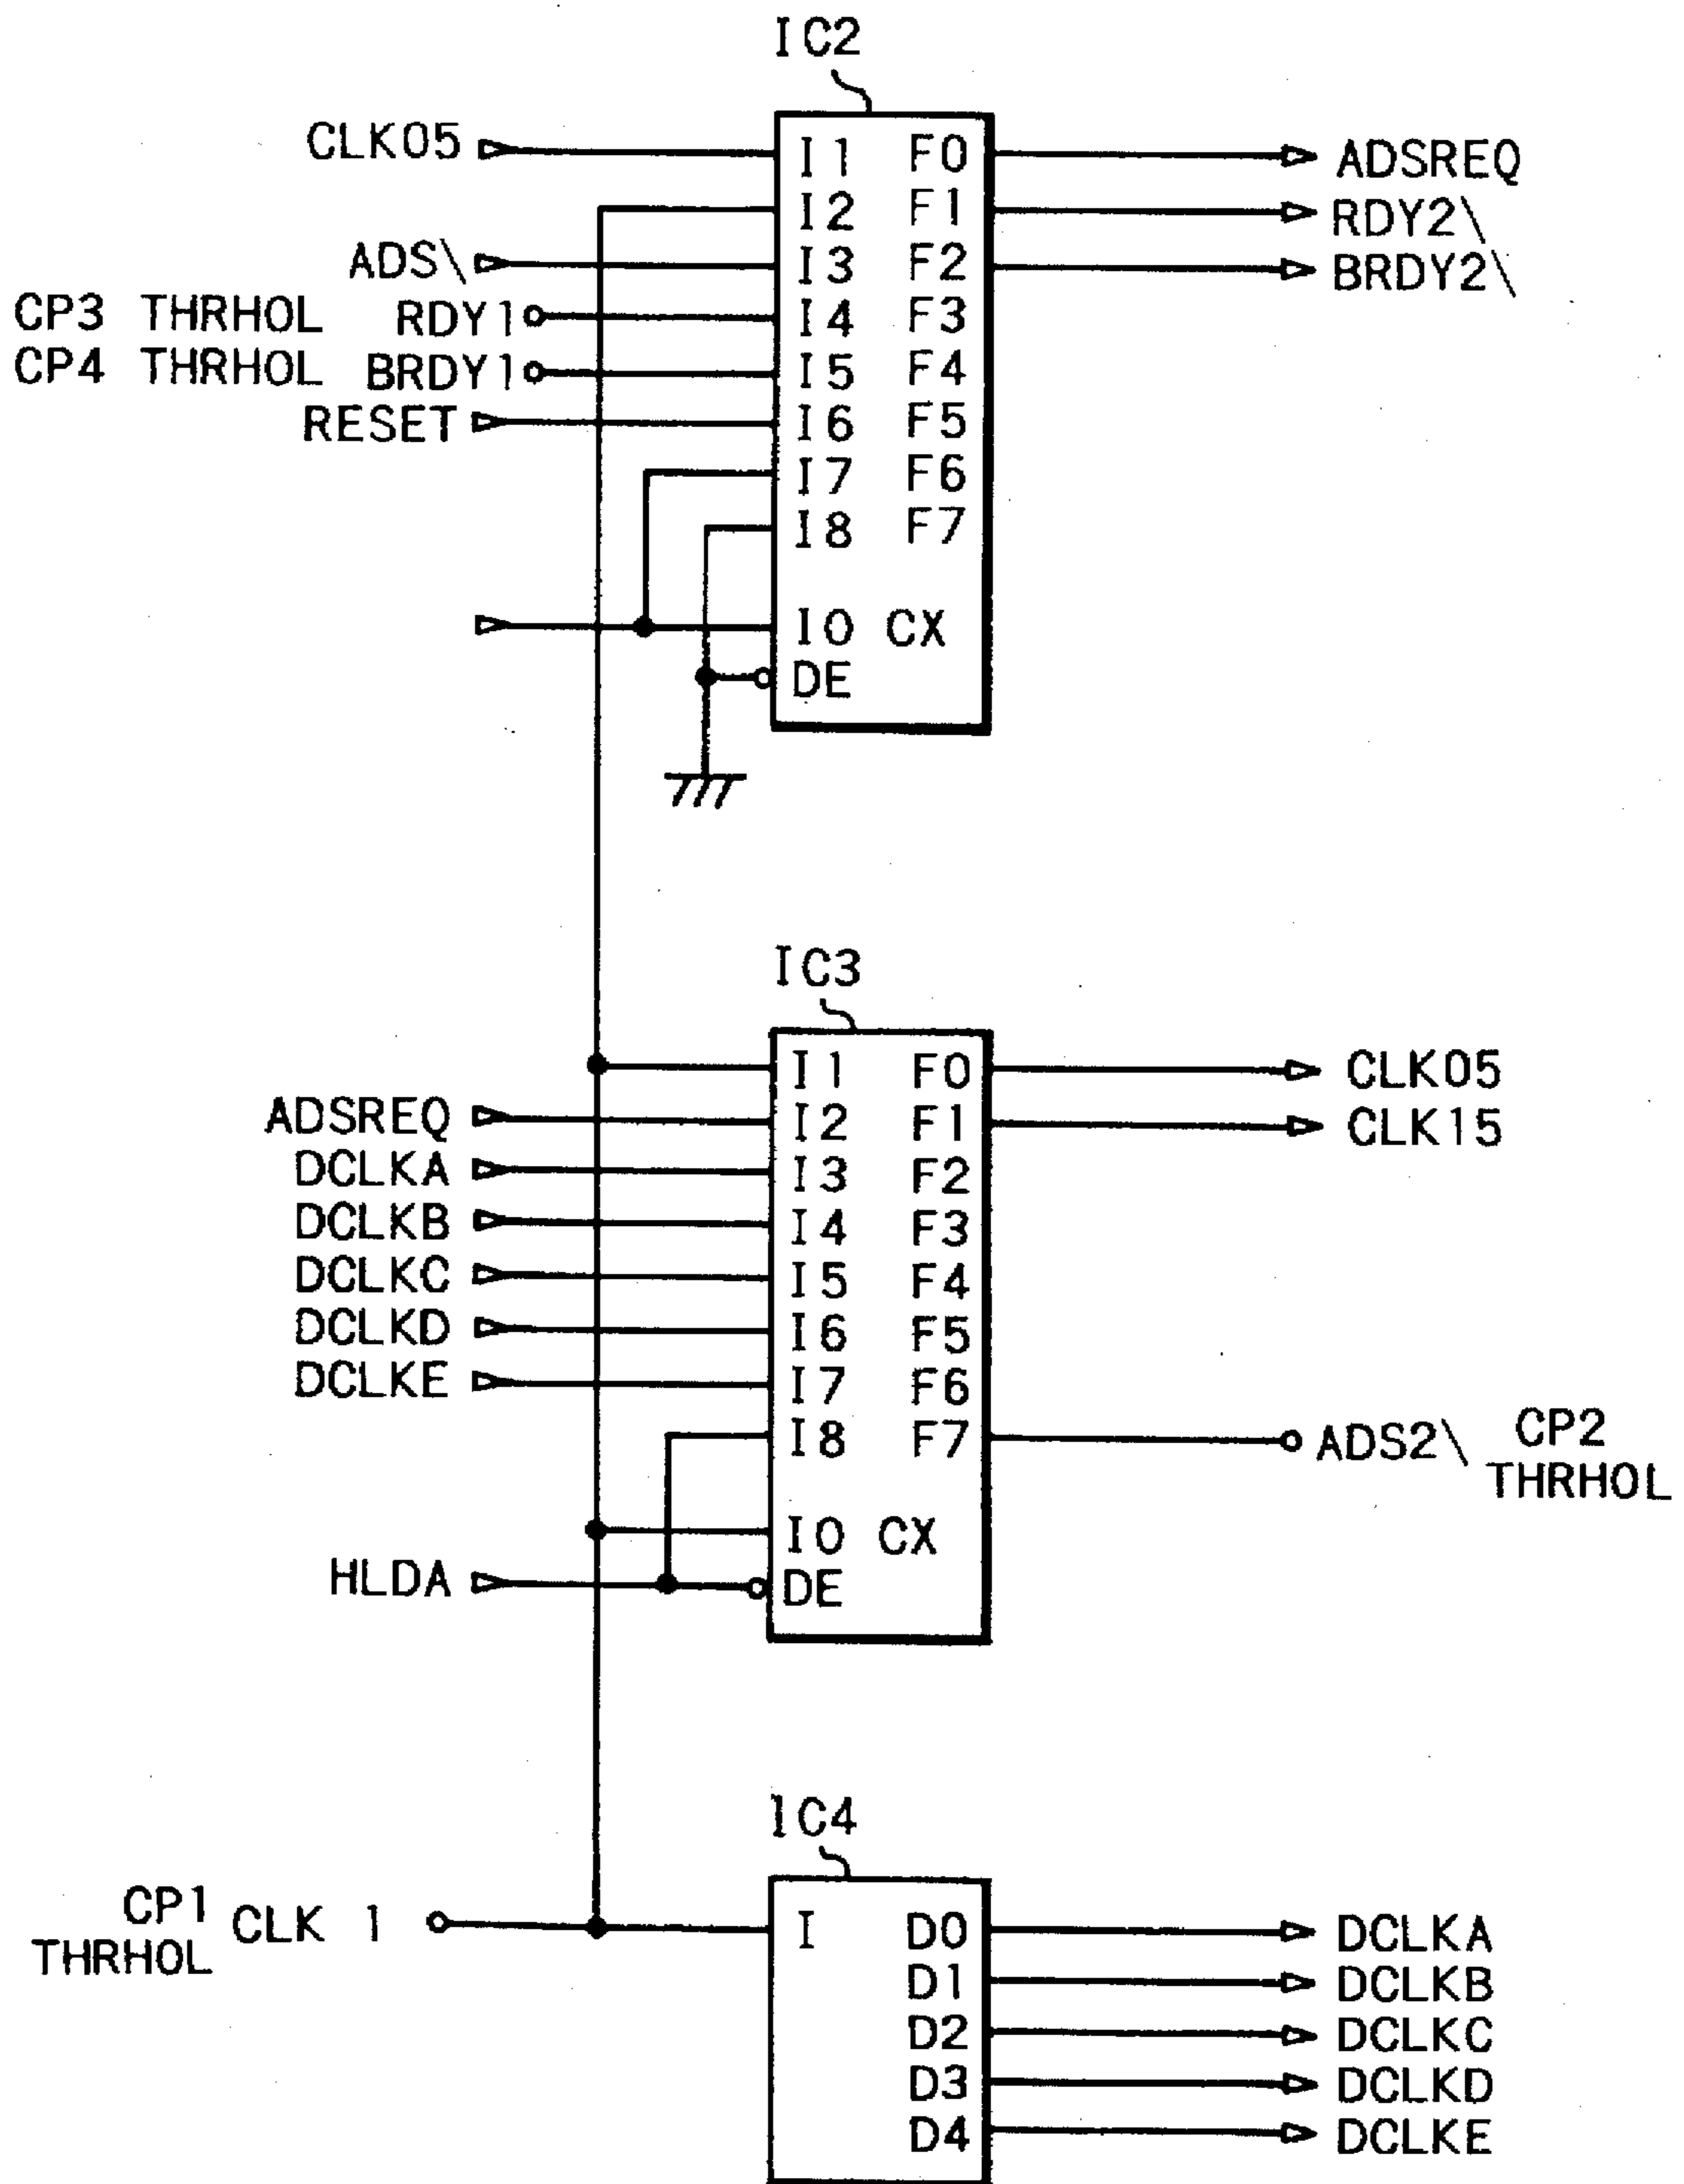 IC2
CLK05 I1 F0 ADSREQ
I2 F1 RDY2\
ADS\ I3 F2 BRDY2\
CP3 THRHOL RDY1 I4 F3
CP4 THRHOL BRDY1 I5 F4
RESET I6 F5
I7 F6
I8 F7
I0 CX
DE
IC3
I1 F0 CLK05
ADSREQ I2 F1 CLK15
DCLKA I3 F2
DCLKB I4 F3
DCLKC I5 F4
DCLKD I6 F5
DCLKE I7 F6
I8 F7 ADS2\ CP2
THRHOL
I0 CX
HLDA DE
IC4
CP1
THRHOL CLK 1 I D0 DCLKA
D1 DCLKB
D2 DCLKC
D3 DCLKD
D4 DCLKE